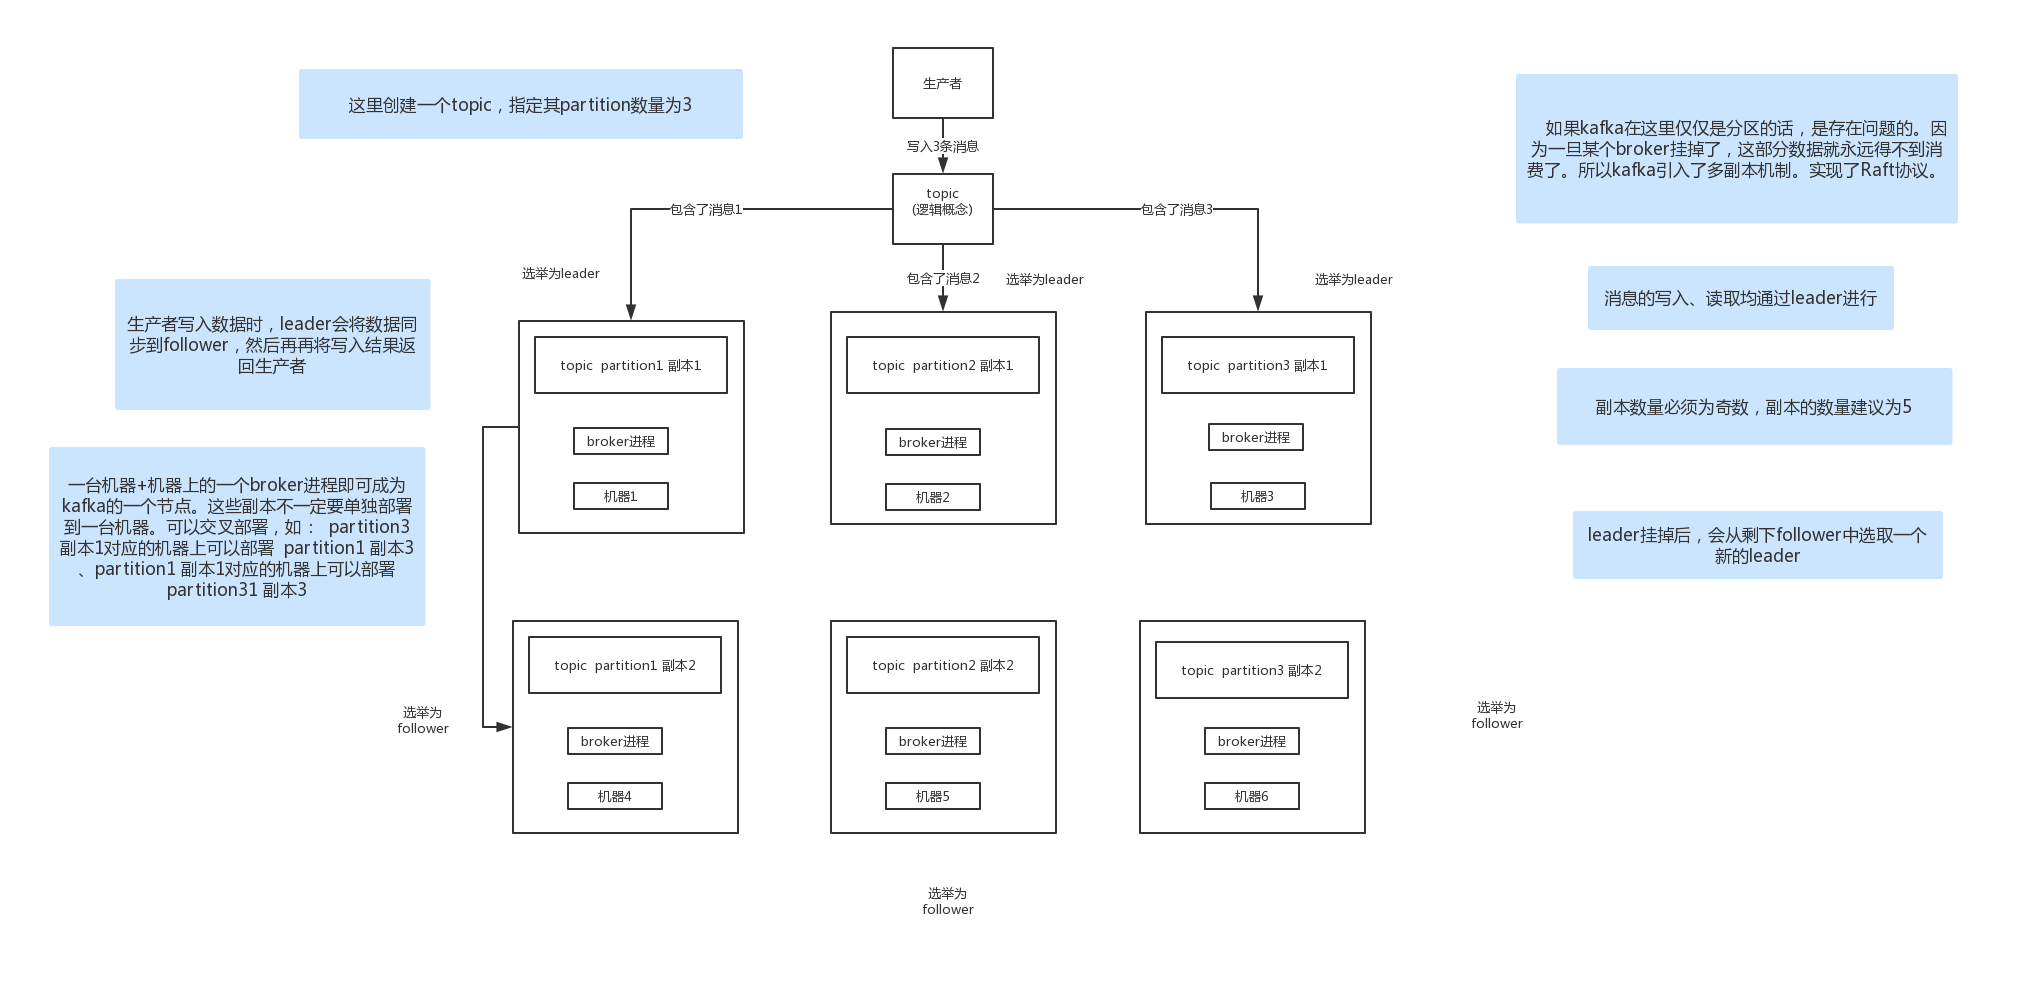 生产者
这里创建一个topic，指定其partition数量为3
写入3条消息
topic
(逻辑概念)
包含了消息1
包含了消息3
如果kafka在这里仅仅是分区的话，是存在问题的。因
为一旦某个broker挂掉了，这部分数据就永远得不到消
费了。所以kafka引入了多副本机制。实现了Raft协议。
选举为leader
包含了消息2
选举为leader
选举为leader
消息的写入、读取均通过leader进行
生产者写入数据时，leader会将数据同
步到follower，然后再再将写入结果返
回生产者
topic  partition1 副本1
broker进程
机器1
topic  partition2 副本1
broker进程
机器2
topic  partition3 副本1
broker进程
机器3
副本数量必须为奇数，副本的数量建议为5
一台机器+机器上的一个broker进程即可成为
kafka的一个节点。这些副本不一定要单独部署
到一台机器。可以交叉部署，如： partition3
副本1对应的机器上可以部署  partition1 副本3
、partition1 副本1对应的机器上可以部署
partition31 副本3
leader挂掉后，会从剩下follower中选取一个
新的leader
topic  partition1 副本2
broker进程
机器4
topic  partition2 副本2
broker进程
机器5
topic  partition3 副本2
broker进程
机器6
选举为
follower
选举为
follower
选举为
follower